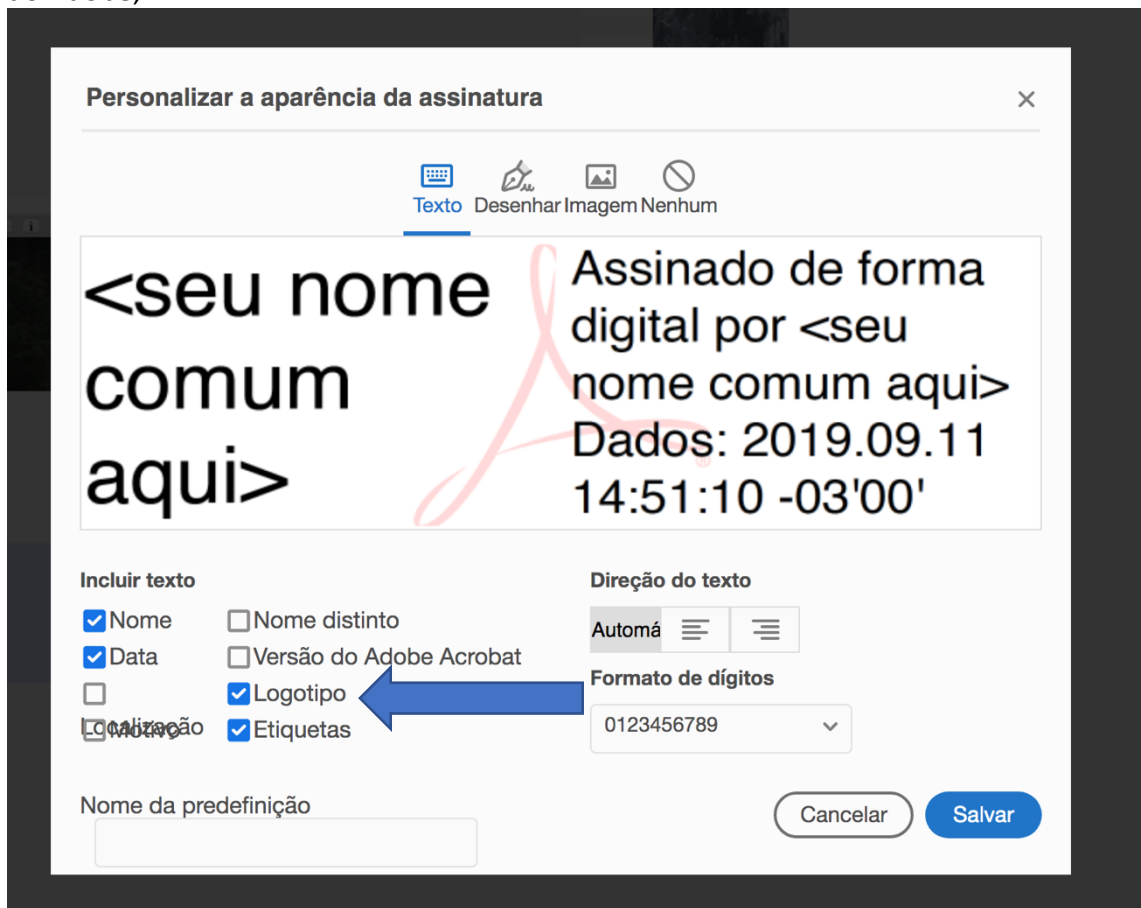 Personalizar a aparência da assinatura
Texto Desenhar Imagem Nenhum
<seu nome
comum
aqui>
Assinado de forma
digital por <seu
nome comum aqui>
Dados: 2019.09.11
14:51:10 -03'00'
Incluir texto
Nome
Nome distinto
Data
Versão do Adobe Acrobat
Logotipo
Localização
Motivo
Etiquetas
Direção do texto
Automá
Formato de dígitos
0123456789
Nome da predefinição
Cancelar
Salvar